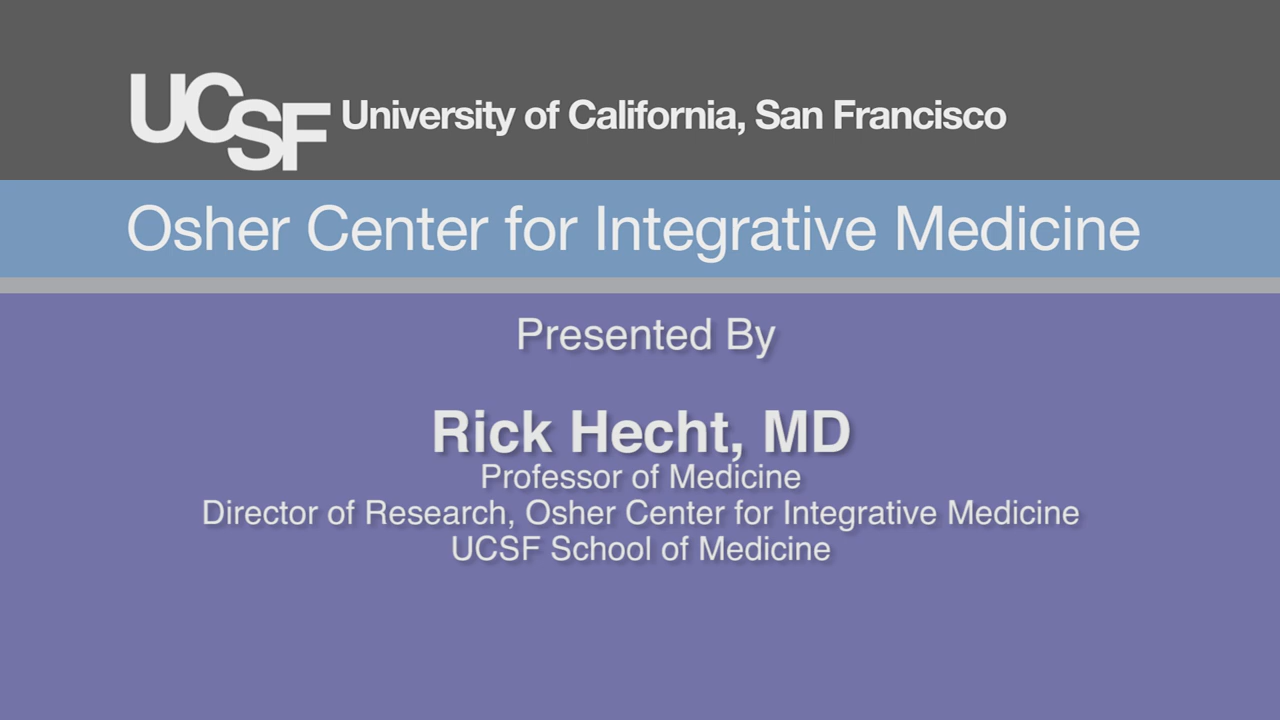 UCSF University of California, San Francisco
Osher Center for Integrative Medicine
Presented By
Rick Hecht, MD
Professor of Medicine
Director of Research, Osher Center for Integrative Medicine
UCSF School of Medicine